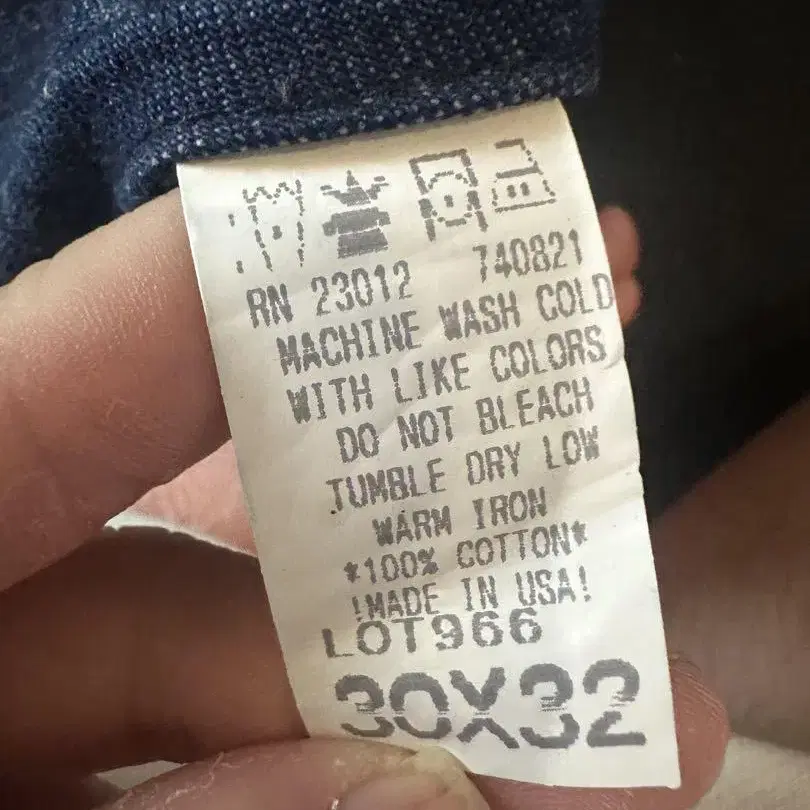 RN 23012 740821
MACHINE WASH COLD
WITH LIKE COLORS
DO NOT BLEACH
TUMBLE DRY LOW
WARM IRON
*100% COTTON*
!MADE IN USA!
LOT966
30X32